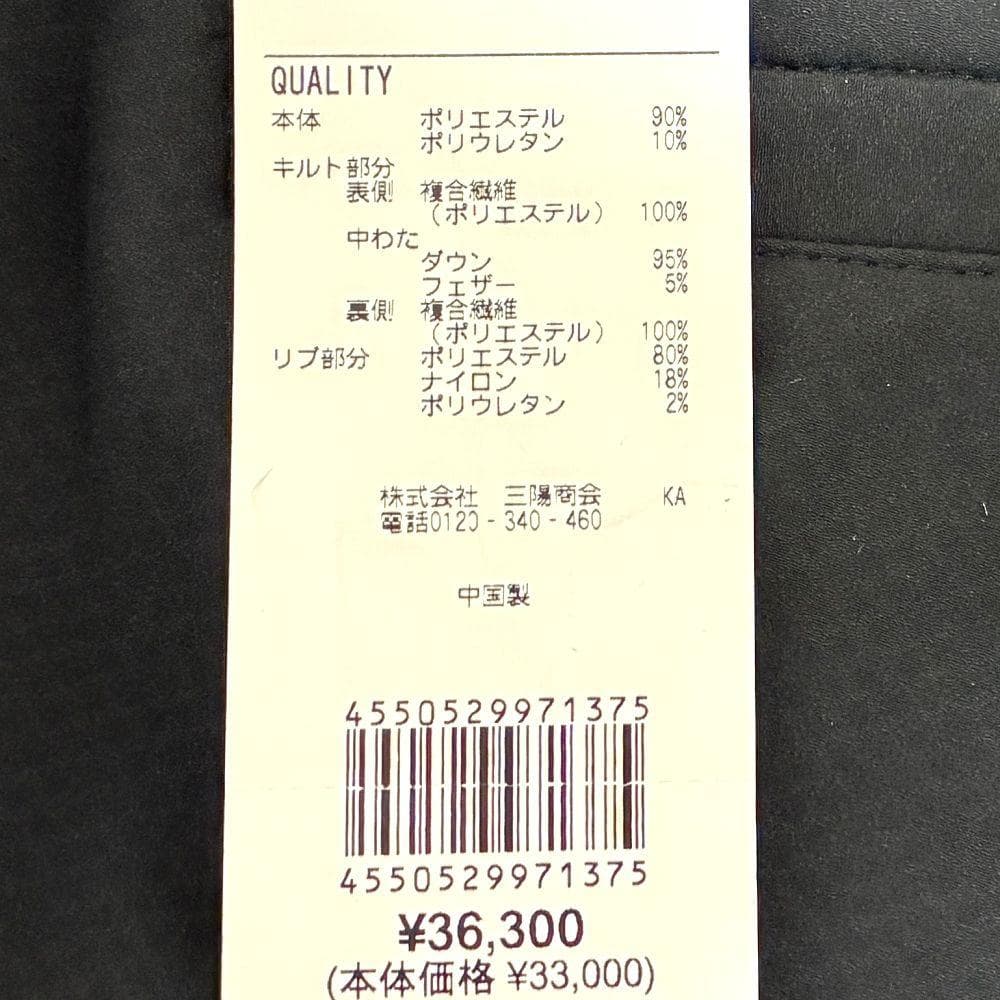 QUALITY
本体 ポリエステル 90%
ポリウレタン 10%
キルト部分
表側 複合繊維
(ポリエステル) 100%
中わた
ダウン 95%
フェザー 5%
裏側 複合繊維
(ポリエステル) 100%
リブ部分 ポリエステル 80%
ナイロン 18%
ポリウレタン 2%
株式会社 三陽商会 KA
電話0120-340-460
中国製
4550529971375
4550529971375
¥36,300
(本体価格 ¥33,000)